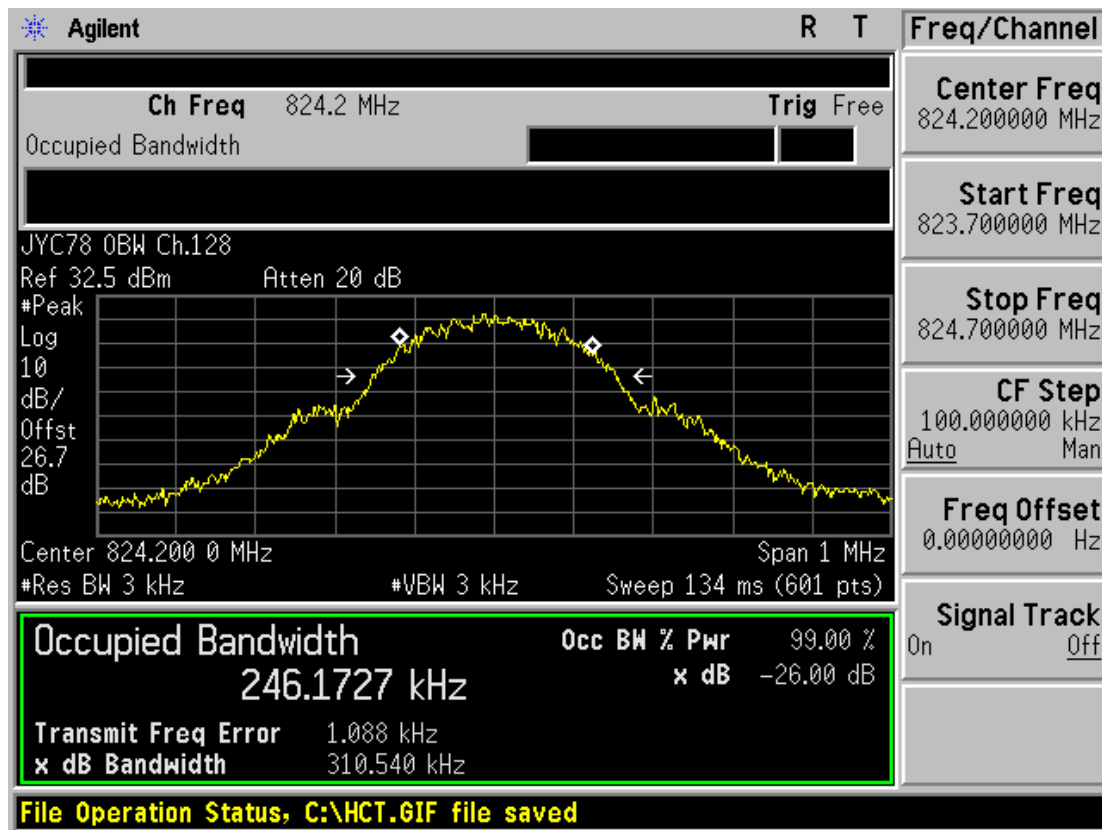 Agilent R T Freq/Channel
Ch Freq 824.2 MHz Trig Free
Occupied Bandwidth
Center Freq
824.200000 MHz
Start Freq
823.700000 MHz
Stop Freq
824.700000 MHz
CF Step
100.000000 kHz
Auto Man
Freq Offset
0.00000000 Hz
Signal Track
On Off
JYC78 OBW Ch.128
Ref 32.5 dBm Atten 20 dB
#Peak
Log
10
dB/
Offst
26.7
dB
Center 824.200 0 MHz Span 1 MHz
#Res BW 3 kHz #VBW 3 kHz Sweep 134 ms (601 pts)
Occupied Bandwidth Occ BW % Pwr 99.00 %
246.1727 kHz x dB -26.00 dB
Transmit Freq Error 1.088 kHz
x dB Bandwidth 310.540 kHz
File Operation Status, C:\HCT.GIF file saved